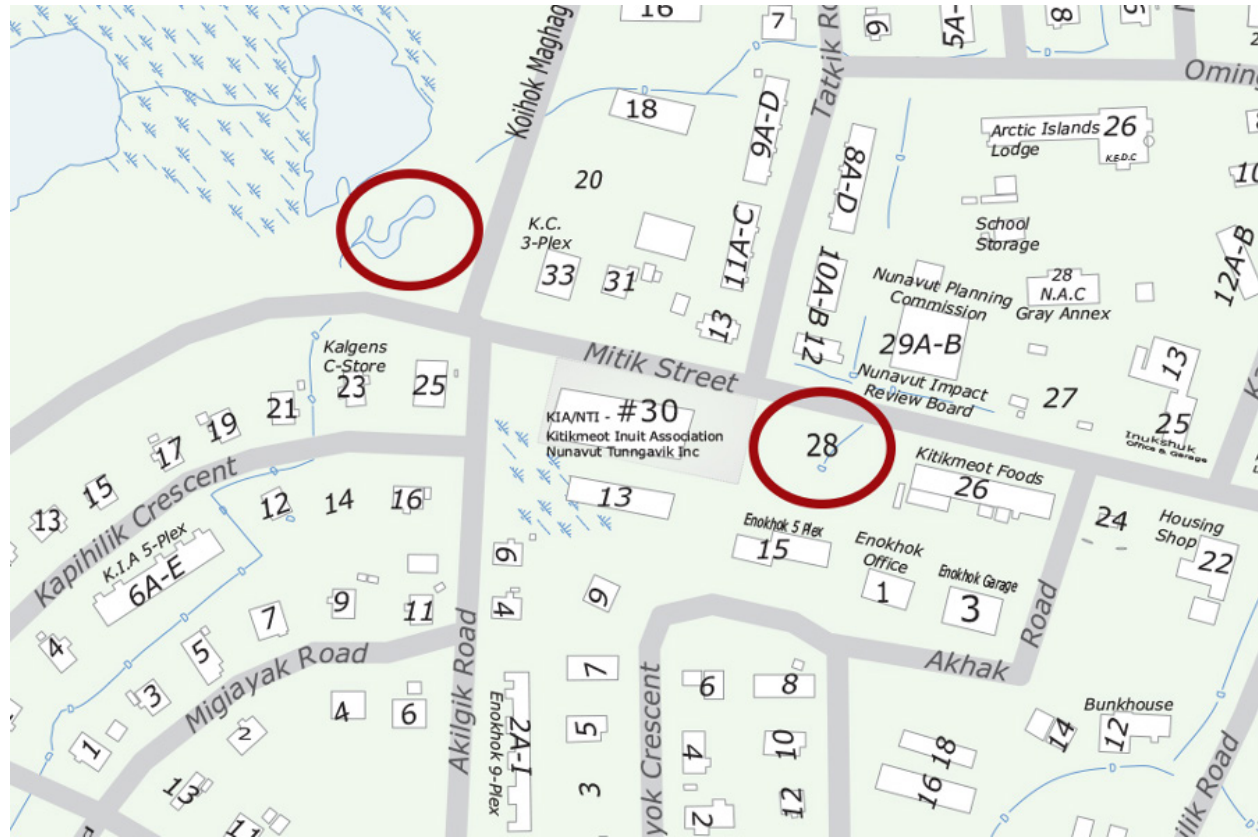 16
7
9
5A-
8
Koihok Maghag
Tatkik Ro
Oming
18
9A-D
8A-D
Arctic Islands
Lodge
26
K.E.D.C
10
20
K.C.
3-Plex
33
31
11A-C
13
10A-B
12
School
Storage
12A-B
28
N.A.C
Gray Annex
Nunavut Planning
Commission
29A-B
Nunavut Impact
Review Board
27
13
25
Inukshuk
Office & Garage
Mitik Street
Kalgens
C-Store
23
25
21
19
17
15
13
KIA/NTI - #30
Kitikmeot Inuit Association
Nunavut Tunngavik Inc
28
Kitikmeot Foods
26
24
Housing
Shop
22
Kapihilik Crescent
12
14
16
13
Enokhok 5 Plex
15
Enokhok
Office
1
Enokhok Garage
3
K.I.A 5-Plex
6A-E
9
11
7
5
4
3
1
6
4
9
Migiayak Road
Akilgik Road
Akhak
Road
2
4
6
13
11
2A-I
Enokhok 9-Plex
7
5
3
yok Crescent
6
8
4
10
2
12
18
16
14
Bunkhouse
12
ilik Road